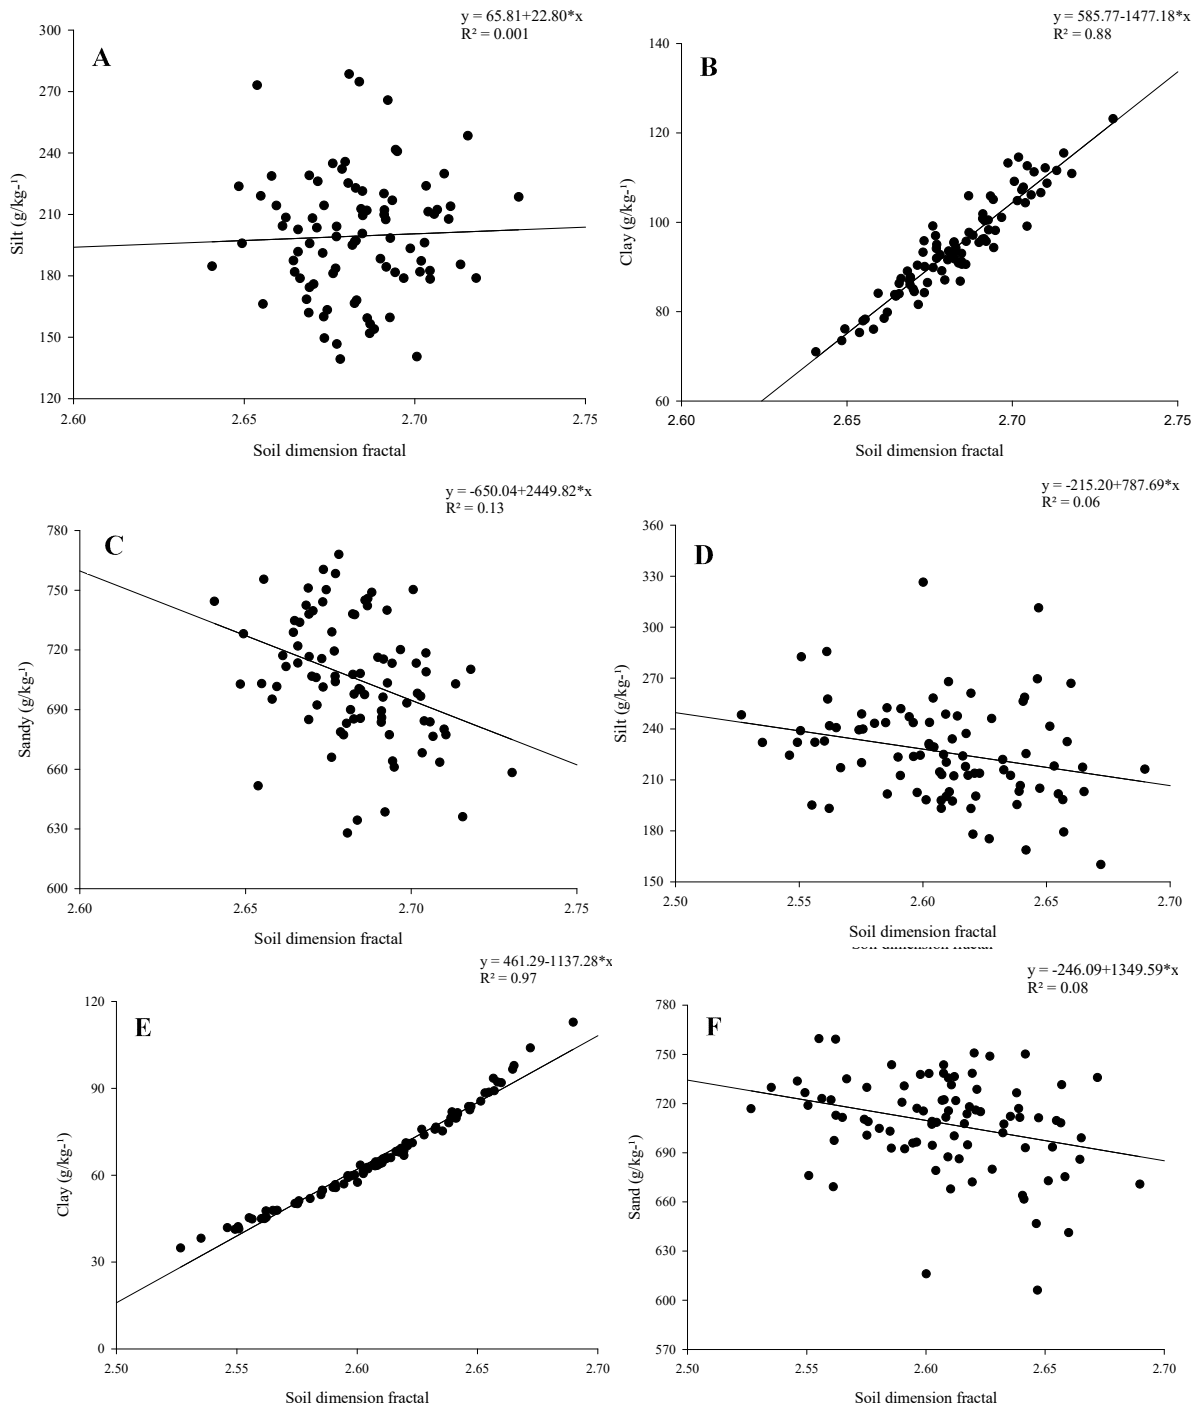 y = 65.81+22.80*x
R² = 0.001
A
300
270
240
210
180
150
120
Silt (g/kg-¹)
2.60
2.65
2.70
2.75
Soil dimension fractal
y = 585.77-1477.18*x
R² = 0.88
B
140
120
100
80
60
Clay (g/kg-¹)
2.60
2.65
2.70
2.75
Soil dimension fractal
y = -650.04+2449.82*x
R² = 0.13
C
780
750
720
690
660
630
600
Sandy (g/kg-¹)
2.60
2.65
2.70
2.75
Soil dimension fractal
y = -215.20+787.69*x
R² = 0.06
D
360
330
300
270
240
210
180
150
Silt (g/kg-¹)
2.50
2.55
2.60
2.65
2.70
Soil dimension fractal
y = 461.29-1137.28*x
R² = 0.97
E
120
90
60
30
0
Clay (g/kg-¹)
2.50
2.55
2.60
2.65
2.70
Soil dimension fractal
Soil dimension fractal
y = -246.09+1349.59*x
R² = 0.08
F
780
750
720
690
660
630
600
570
Sand (g/kg-¹)
2.50
2.55
2.60
2.65
2.70
Soil dimension fractal